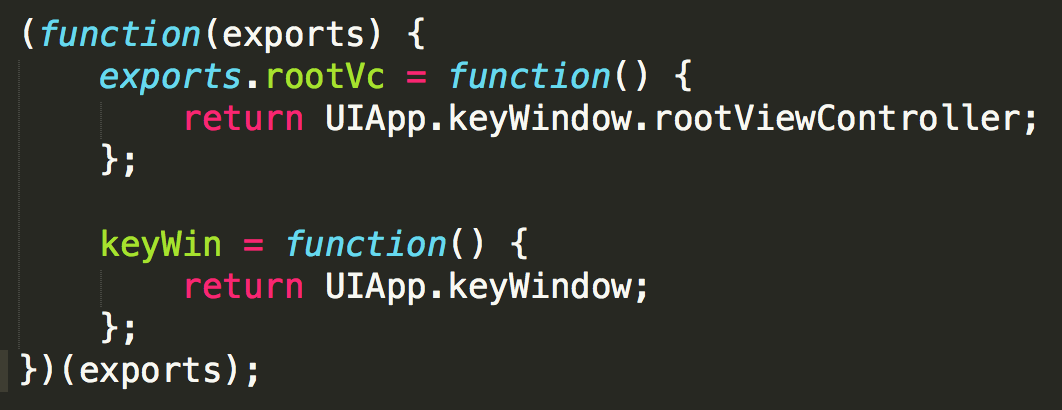 (function(exports) {
    exports.rootVc = function() {
        return UIApp.keyWindow.rootViewController;
    };

    keyWin = function() {
        return UIApp.keyWindow;
    };
})(exports);